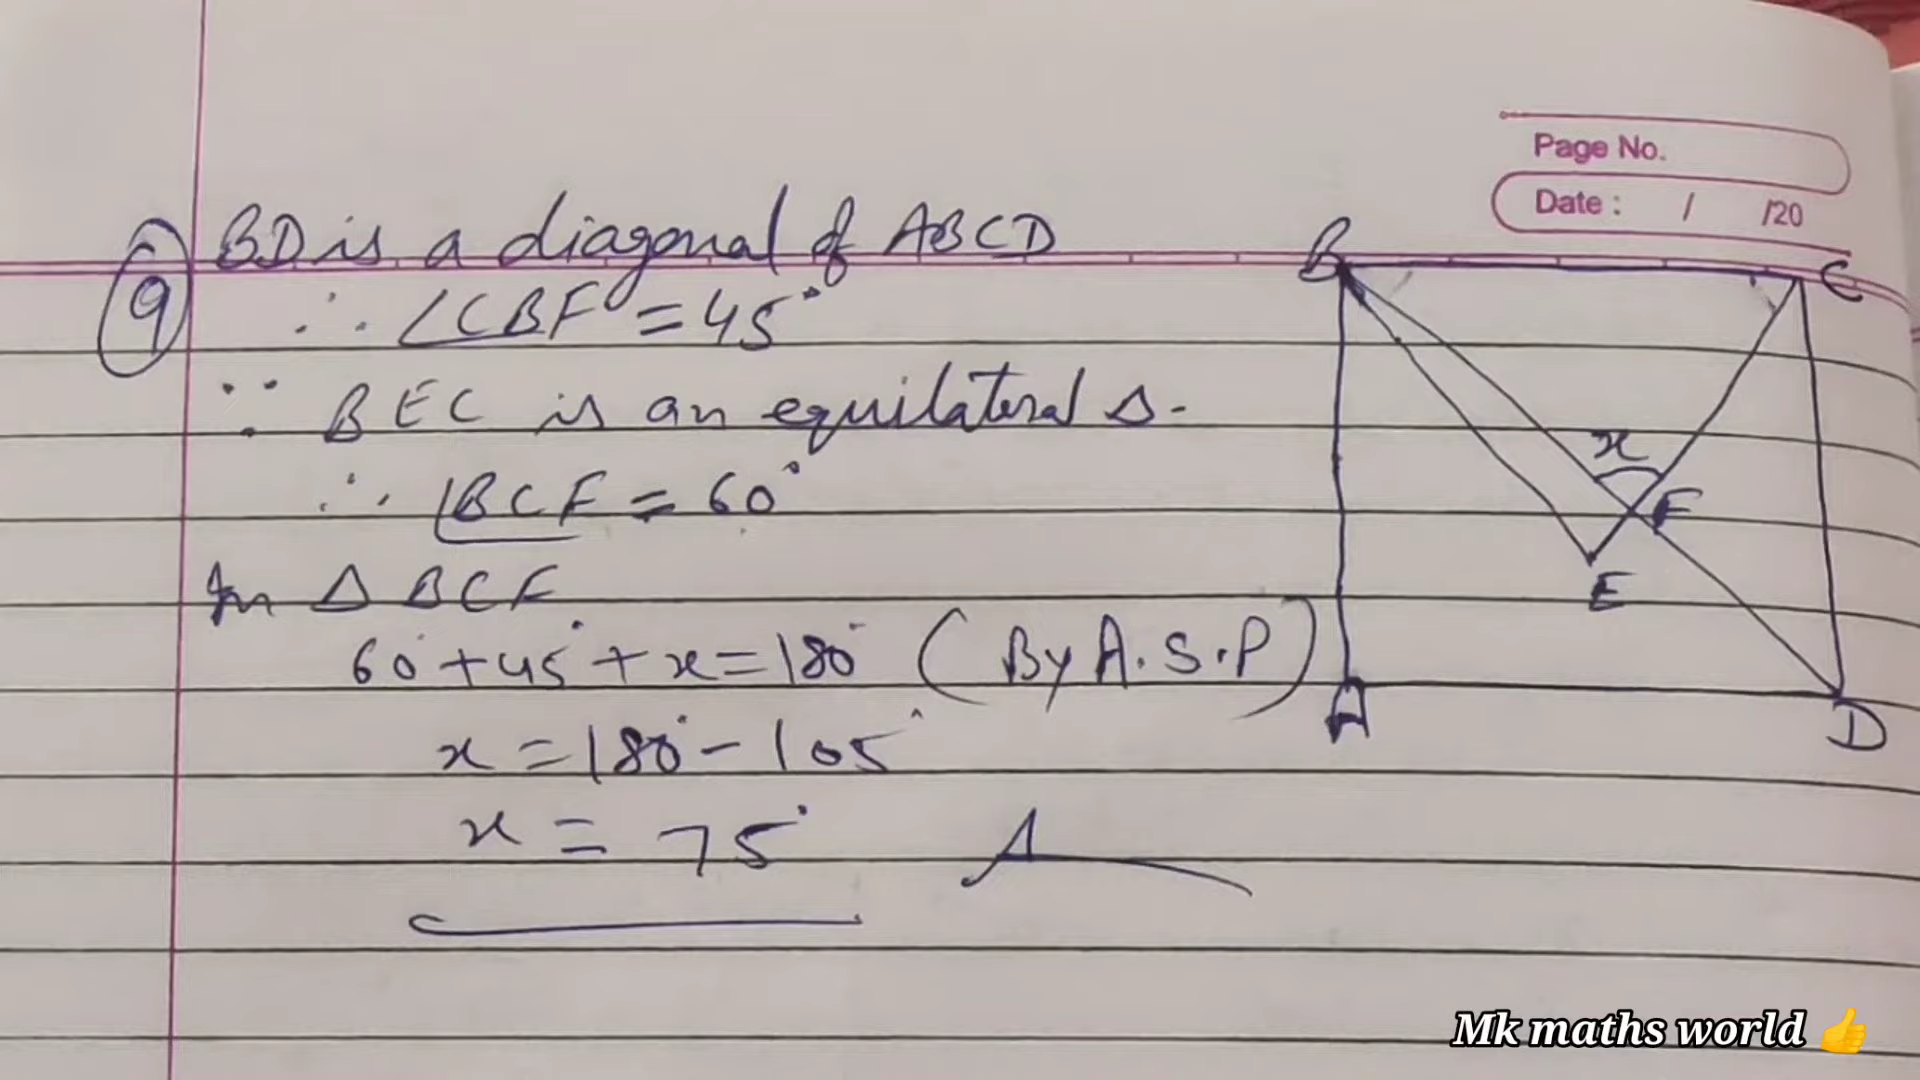 Page No.
Date : / /20
9 BD is a diagonal of ABCD
∴ ∠CBF = 45°
∵ BEC is an equilateral Δ.
∴ ∠BCF = 60°
In Δ BCF
60° + 45° + x = 180° (By A.S.P)
x = 180° - 105°
x = 75° A
B C
x
F
E
A D
Mk maths world 👍